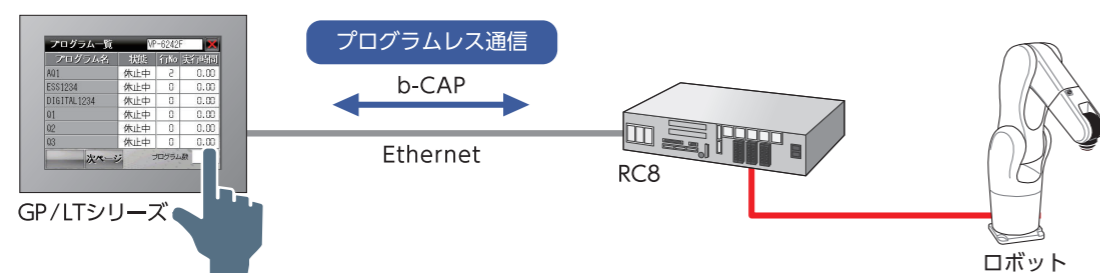 プログラム一覧 VP-6242F
プログラム名 状態 行No 実行時間
AQ1 休止中 2 0.00
ESS1234 休止中 0 0.00
DIGITAL1234 休止中 0 0.00
Q1 休止中 0 0.00
Q2 休止中 0 0.00
Q3 休止中 0 0.00
次ページ プログラム数
GP/LTシリーズ
プログラムレス通信
b-CAP
Ethernet
RC8
ロボット